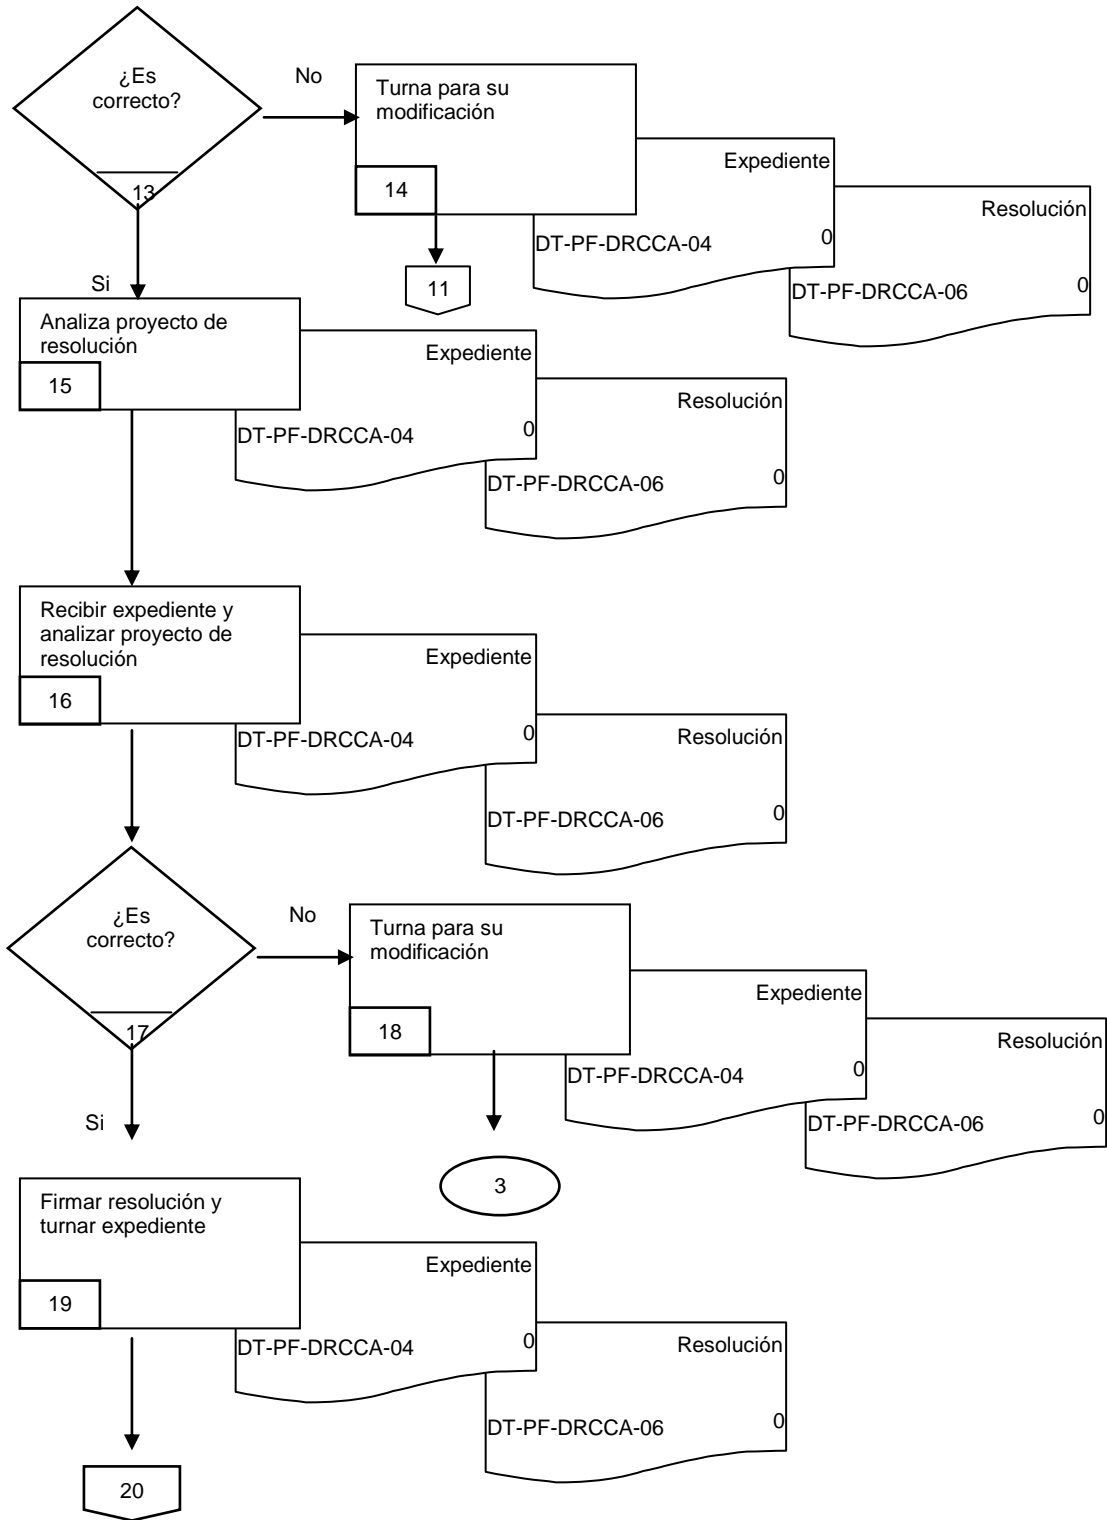 ¿Es
correcto?
13
No
Turna para su
modificación
14
Expediente
DT-PF-DRCCA-04 0
Resolución
DT-PF-DRCCA-06 0
11
Si
Analiza proyecto de
resolución
15
Expediente
DT-PF-DRCCA-04 0
Resolución
DT-PF-DRCCA-06 0
Recibir expediente y
analizar proyecto de
resolución
16
Expediente
DT-PF-DRCCA-04 0
Resolución
DT-PF-DRCCA-06 0
¿Es
correcto?
17
No
Turna para su
modificación
18
Expediente
DT-PF-DRCCA-04 0
Resolución
DT-PF-DRCCA-06 0
3
Si
Firmar resolución y
turnar expediente
19
Expediente
DT-PF-DRCCA-04 0
Resolución
DT-PF-DRCCA-06 0
20